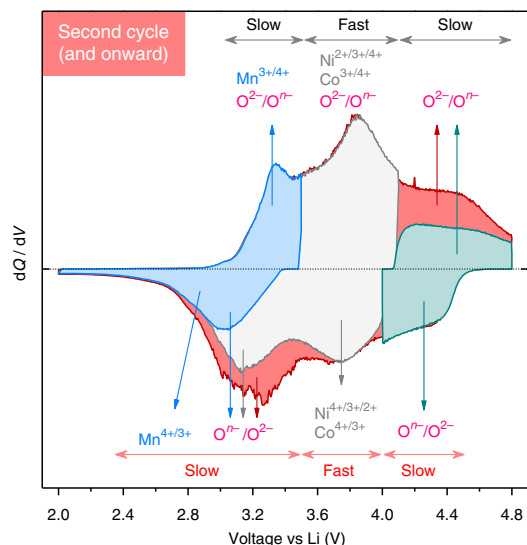 Second cycle
(and onward)
Slow Fast Slow
Mn³⁺/⁴⁺ Ni²⁺/³⁺/⁴⁺
Co³⁺/⁴⁺
O²⁻/Oⁿ⁻ O²⁻/Oⁿ⁻ O²⁻/Oⁿ⁻
dQ / dV
Mn⁴⁺/³⁺ Oⁿ⁻/O²⁻ Ni⁴⁺/³⁺/²⁺ Oⁿ⁻/O²⁻
Co⁴⁺/³⁺
Slow Fast Slow
2.0 2.4 2.8 3.2 3.6 4.0 4.4 4.8
Voltage vs Li (V)